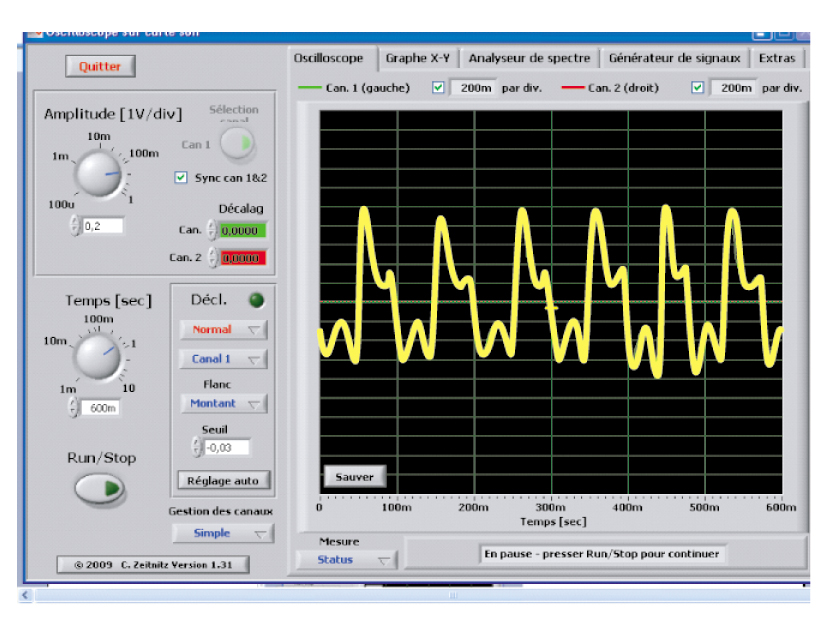 Oscilloscope sur carte son
Quitter
Oscilloscope Graphe X-Y Analyseur de spectre Générateur de signaux Extras
Can. 1 (gauche) 200m par div. Can. 2 (droit) 200m par div.
Amplitude [1V/div]
Sélection
canal
10m
1m
100m
100u
1
0,2
Can 1
Sync can 1&2
Décalag
Can. 0,0000
Can. 2 0,0000
Temps [sec]
100m
10m
1
1m
10
600m
Run/Stop
Décl.
Normal
Canal 1
Flanc
Montant
Seuil
-0,03
Réglage auto
Gestion des canaux
Simple
© 2009 C. Zeitnitz Version 1.31
Sauver
0 100m 200m 300m 400m 500m 600m
Temps [sec]
Mesure
Status
En pause - presser Run/Stop pour continuer